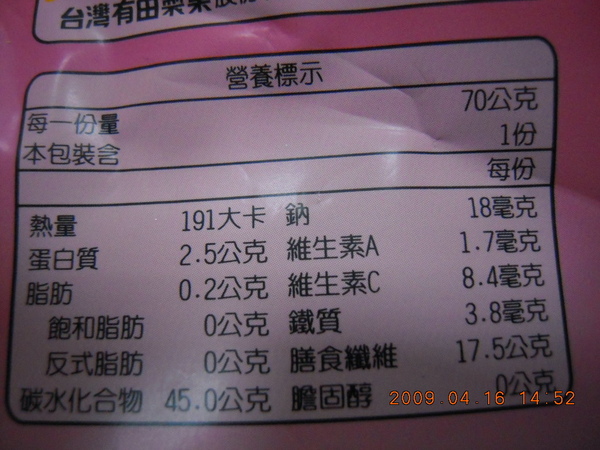 台灣有田
營養標示
每一份量 70公克
本包裝含 1份
每份
熱量 191大卡 鈉 18毫克
蛋白質 2.5公克 維生素A 1.7毫克
脂肪 0.2公克 維生素C 8.4毫克
飽和脂肪 0公克 鐵質 3.8毫克
反式脂肪 0公克 膳食纖維 17.5公克
碳水化合物 45.0公克 膽固醇 0公克
2009.04.16 14:52